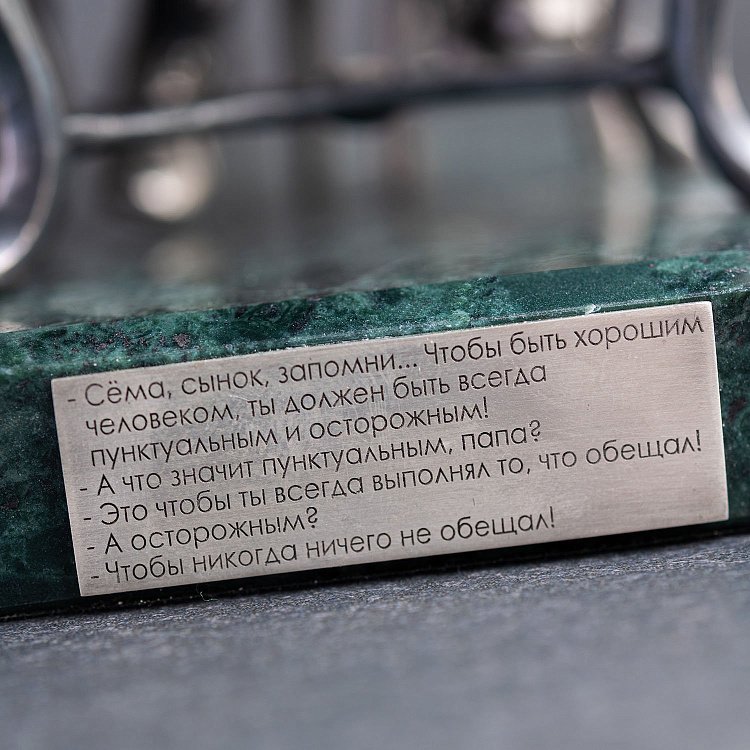 - Сёма, сынок, запомни... Чтобы быть хорошим
человеком, ты должен быть всегда
пунктуальным и осторожным!
- А что значит пунктуальным, папа?
- Это чтобы ты всегда выполнял то, что обещал!
- А осторожным?
- Чтобы никогда ничего не обещал!